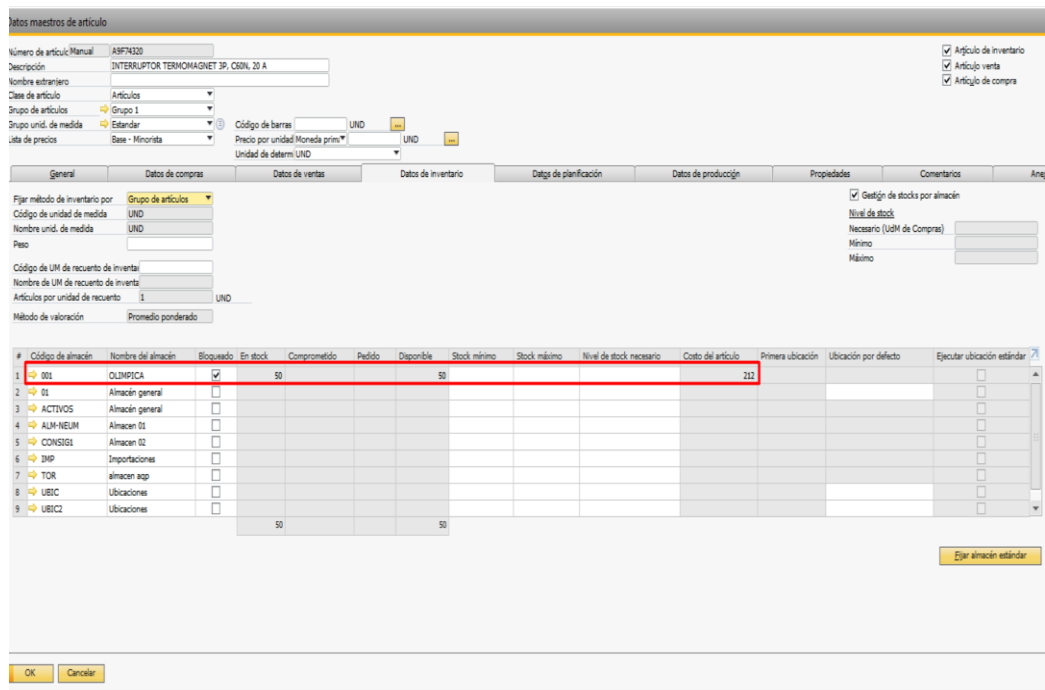 Datos maestros de artículo
Número de artículo Manual A9F74320
Artículo de inventario
Descripción INTERRUPTOR TERMOMAGNET 3P, C60N, 20 A
Artículo venta
Nombre extranjero
Artículo de compra
Clase de artículo Artículos
Grupo de artículos Grupo 1
Grupo unid. de medida Estandar Código de barras UND ...
Lista de precios Base - Minorista Precio por unidad Moneda prim UND ...
Unidad de determ UND
General Datos de compras Datos de ventas Datos de inventario Datos de planificación Datos de producción Propiedades Comentarios Anej
Fijar método de inventario por Grupo de artículos Gestión de stocks por almacén
Código de unidad de medida UND Nivel de stock
Nombre unid. de medida UND Necesario (UdM de Compras)
Peso Mínimo
Máximo
Código de UM de recuento de inventa
Nombre de UM de recuento de inventa
Artículos por unidad de recuento 1 UND
Método de valoración Promedio ponderado
# Código de almacén Nombre del almacén Bloqueado En stock Comprometido Pedido Disponible Stock mínimo Stock máximo Nivel de stock necesario Costo del artículo Primera ubicación Ubicación por defecto Ejecutar ubicación estándar
1 001 OLIMPICA 50 50 212
2 01 Almacén general
3 ACTIVOS Almacén general
4 ALM-NEUM Almacen 01
5 CONSIG1 Almacen 02
6 IMP Importaciones
7 TOR almacen aqp
8 UBIC Ubicaciones
9 UBIC2 Ubicaciones
50 50
Fijar almacén estándar
OK Cancelar